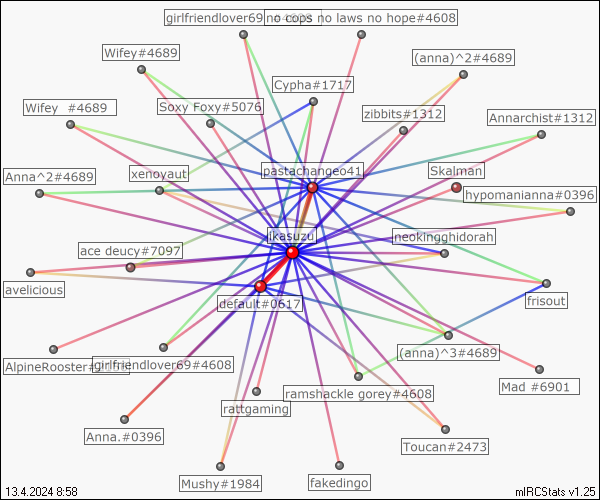 girlfriendlover69
no cops no laws no hope#4608
Wifey#4689
(anna)^2#4689
Cypha#1717
Wifey #4689
Soxy Foxy#5076
zibbits#1312
Annarchist#1312
Anna^2#4689
xenoyaut
pastachangeo41
Skalman
hypomanianna#0396
ikasuzu
neokingghidorah
ace deucy#7097
avelicious
default#0617
frisout
AlpineRooster
girlfriendlover69#4608
(anna)^3#4689
ramshackle gorey#4608
Mad #6901
rattgaming
Anna.#0396
Toucan#2473
Mushy#1984
fakedingo
13.4.2024 8:58
mIRCStats v1.25